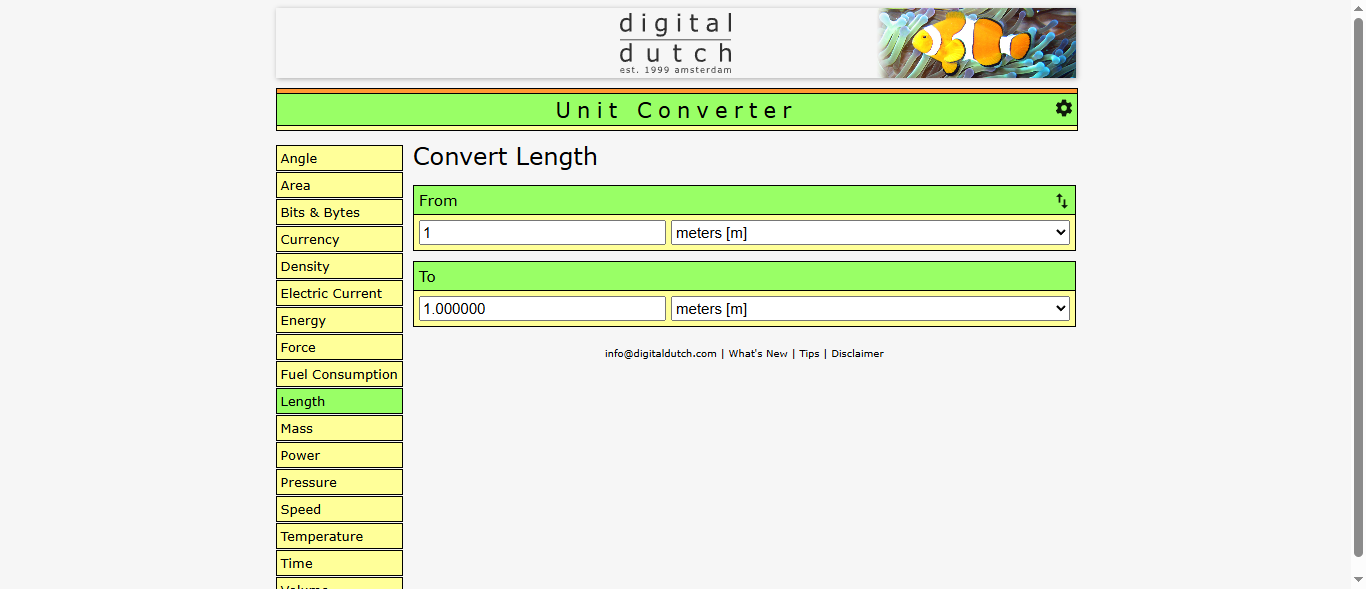 digital
dutch
est. 1999 amsterdam
Unit Converter
Angle
Area
Bits & Bytes
Currency
Density
Electric Current
Energy
Force
Fuel Consumption
Length
Mass
Power
Pressure
Speed
Temperature
Time
Volume
Convert Length
From
1 meters [m]
To
1.000000 meters [m]
info@digitaldutch.com | What's New | Tips | Disclaimer